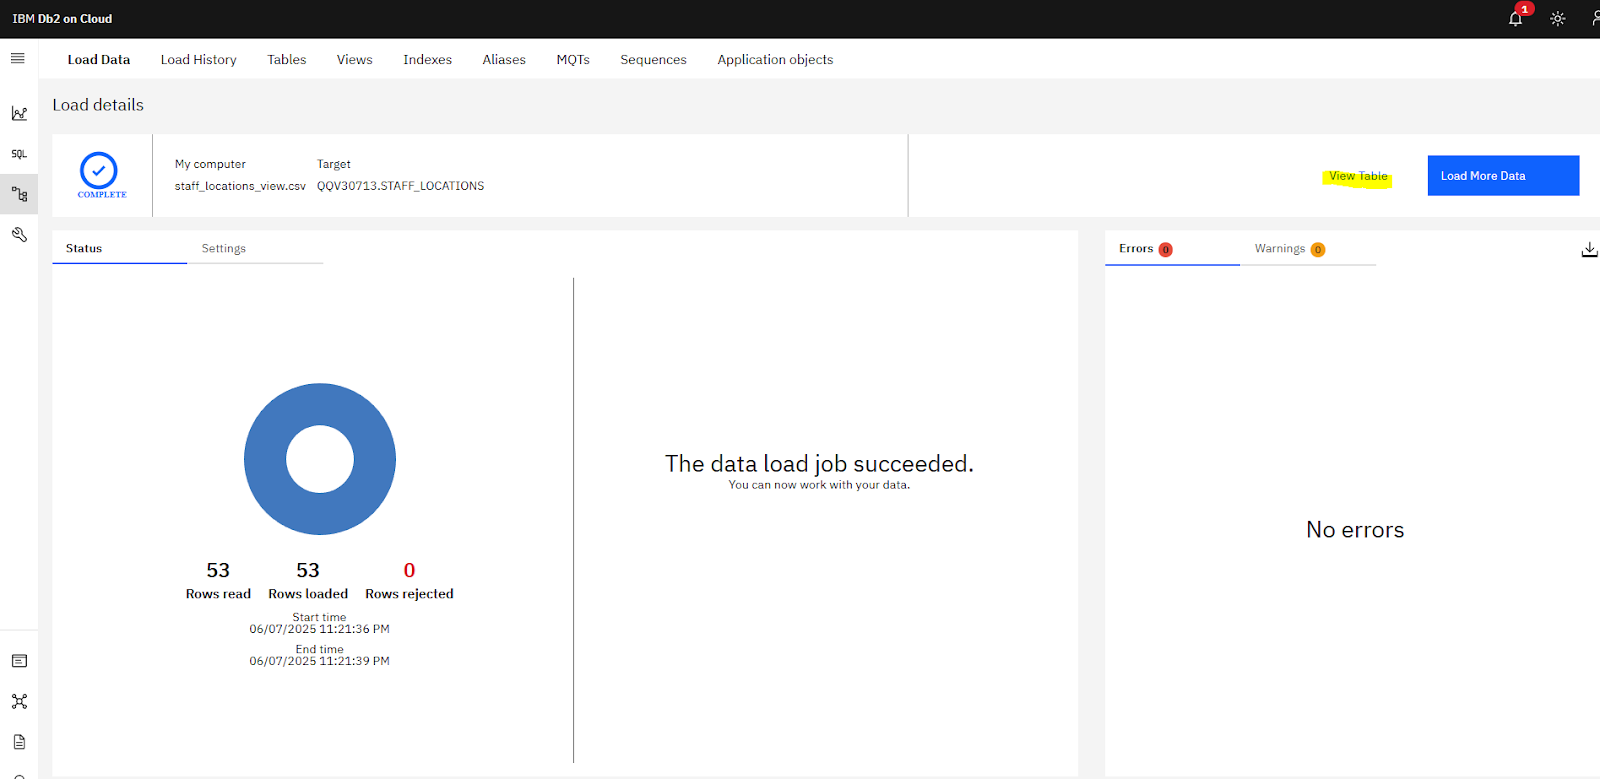 IBM Db2 on Cloud
1
Load Data Load History Tables Views Indexes Aliases MQTs Sequences Application objects
Load details
My computer Target
staff_locations_view.csv QQV30713.STAFF_LOCATIONS
COMPLETE
View Table
Load More Data
SQL
Status Settings
Errors 0 Warnings 0
The data load job succeeded.
You can now work with your data.
No errors
53 53 0
Rows read Rows loaded Rows rejected
Start time
06/07/2025 11:21:36 PM
End time
06/07/2025 11:21:39 PM